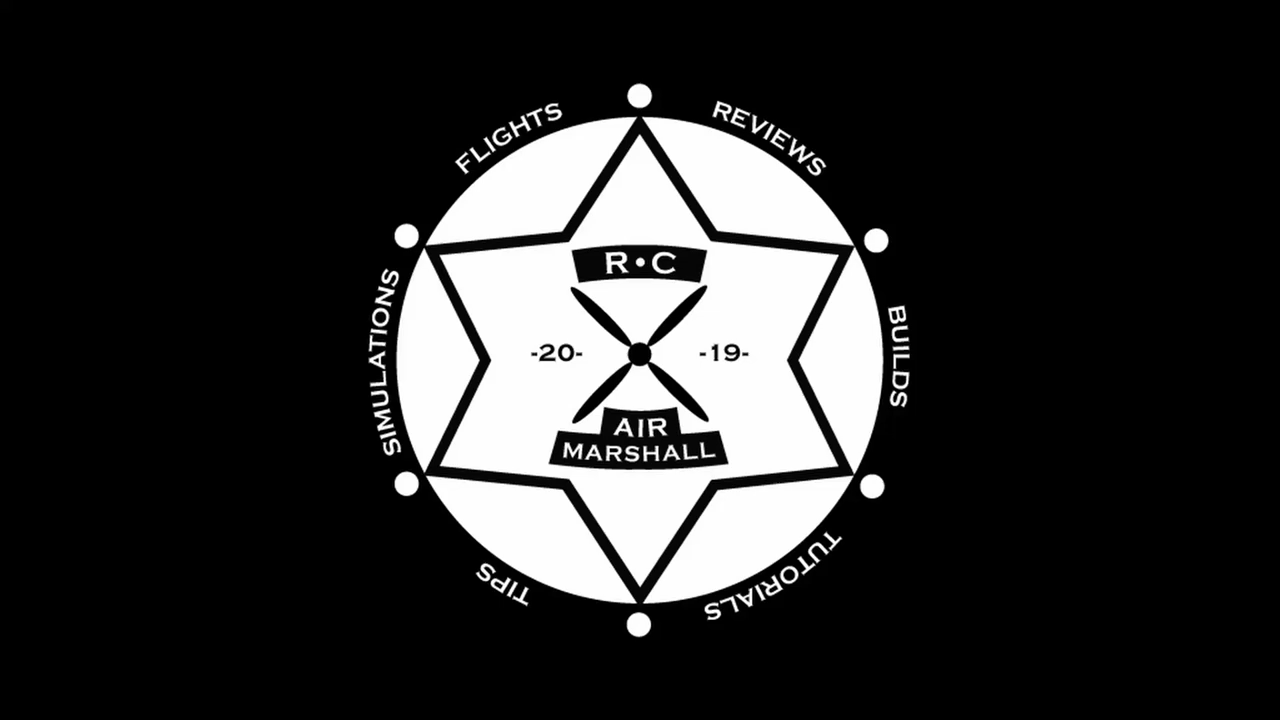 FLIGHTS
REVIEWS
BUILDS
TUTORIALS
TIPS
SIMULATIONS
R•C
-20- -19-
AIR
MARSHALL